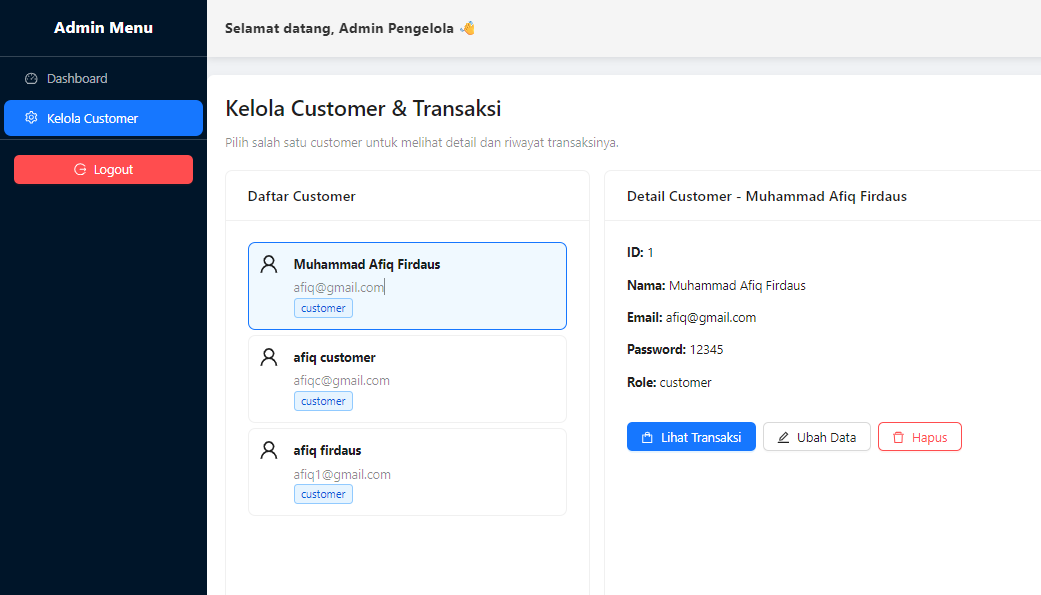 Admin Menu
Dashboard
Kelola Customer
Logout
Selamat datang, Admin Pengelola 👋
Kelola Customer & Transaksi
Pilih salah satu customer untuk melihat detail dan riwayat transaksinya.
Daftar Customer
Muhammad Afiq Firdaus
afiq@gmail.com
customer
afiq customer
afiqc@gmail.com
customer
afiq firdaus
afiq1@gmail.com
customer
Detail Customer - Muhammad Afiq Firdaus
ID: 1
Nama: Muhammad Afiq Firdaus
Email: afiq@gmail.com
Password: 12345
Role: customer
Lihat Transaksi
Ubah Data
Hapus